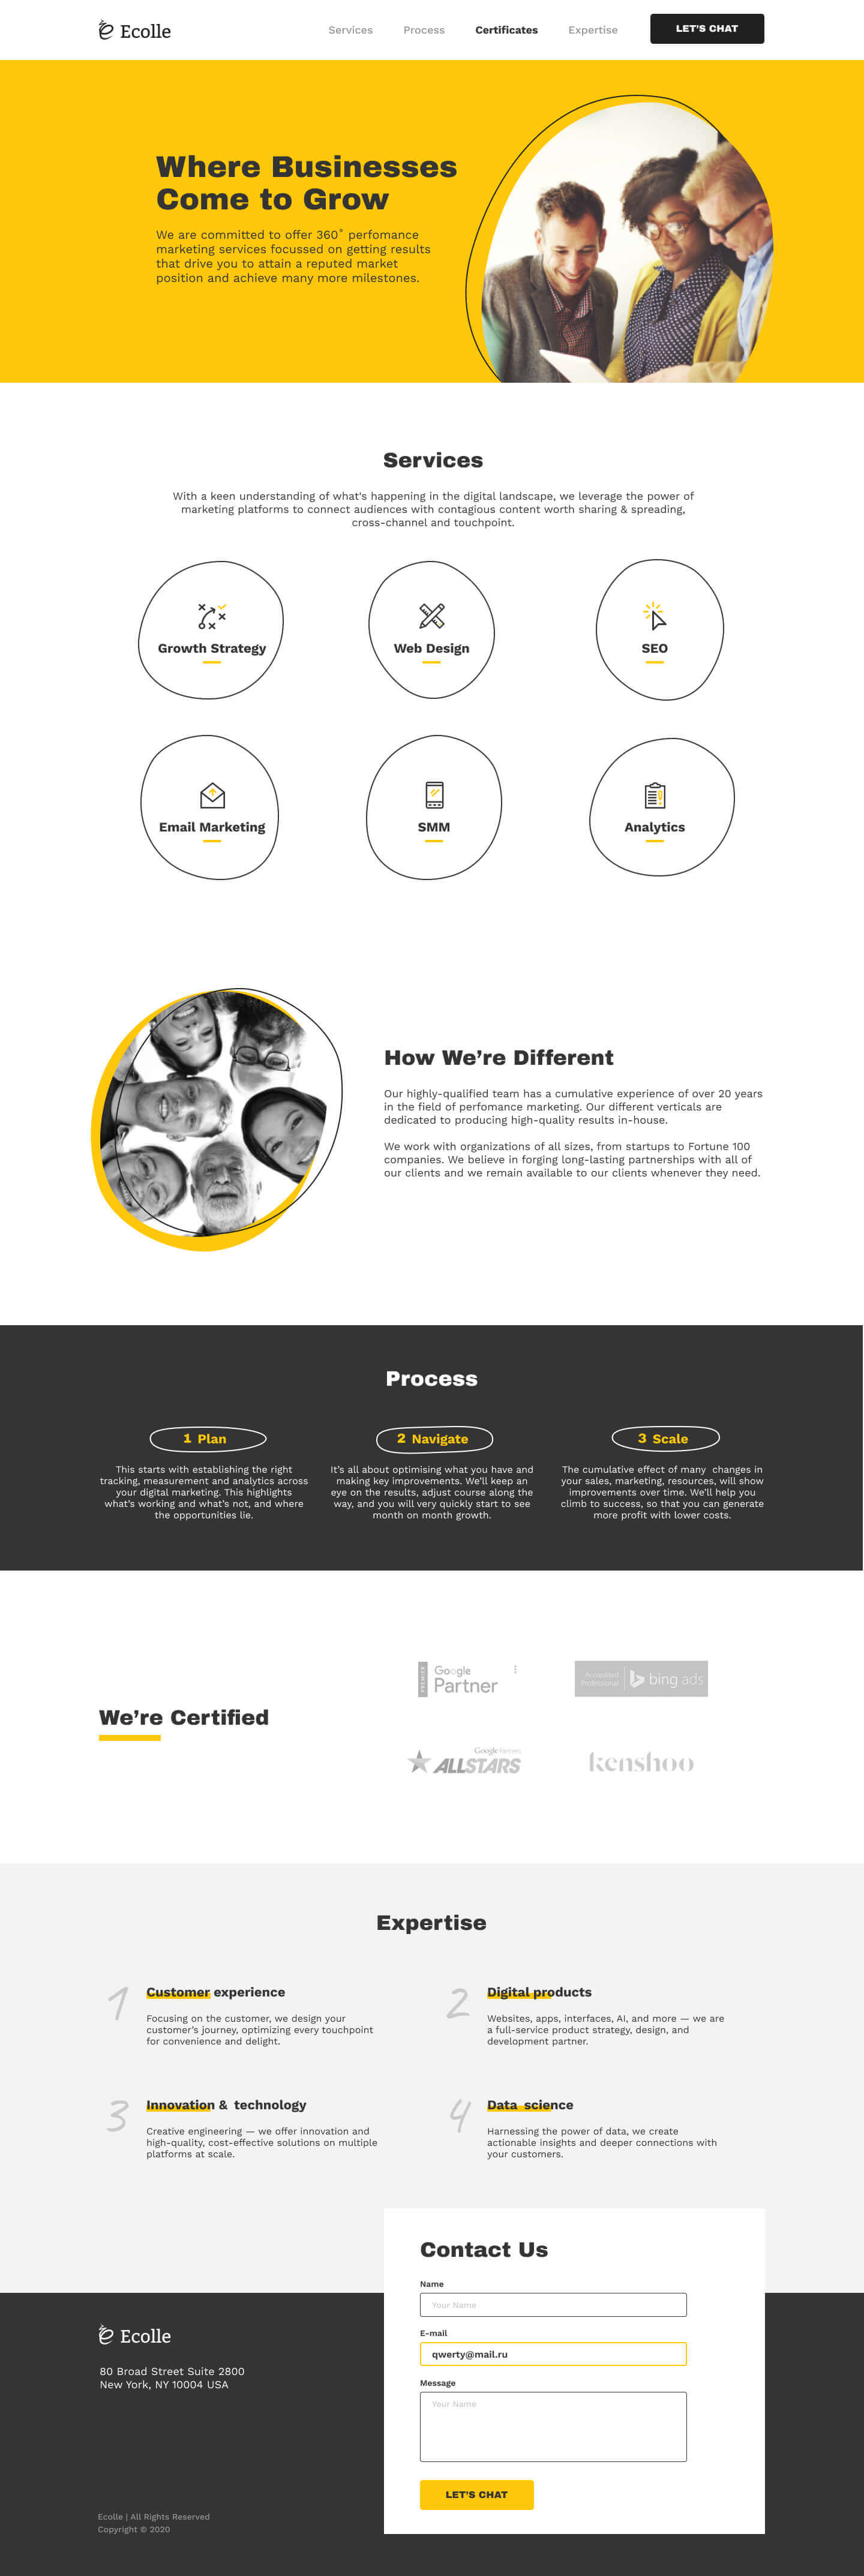 Ecolle
Services Process Certificates Expertise LET'S CHAT
Where Businesses
Come to Grow
We are committed to offer 360° perfomance
marketing services focussed on getting results
that drive you to attain a reputed market
position and achieve many more milestones.
Services
With a keen understanding of what's happening in the digital landscape, we leverage the power of
marketing platforms to connect audiences with contagious content worth sharing & spreading,
cross-channel and touchpoint.
Growth Strategy
Web Design
SEO
Email Marketing
SMM
Analytics
How We're Different
Our highly-qualified team has a cumulative experience of over 20 years
in the field of perfomance marketing. Our different verticals are
dedicated to producing high-quality results in-house.
We work with organizations of all sizes, from startups to Fortune 100
companies. We believe in forging long-lasting partnerships with all of
our clients and we remain available to our clients whenever they need.
Process
1 Plan
This starts with establishing the right
tracking, measurement and analytics across
your digital marketing. This highlights
what's working and what's not, and where
the opportunities lie.
2 Navigate
It's all about optimising what you have and
making key improvements. We'll keep an
eye on the results, adjust course along the
way, and you will very quickly start to see
month on month growth.
3 Scale
The cumulative effect of many changes in
your sales, marketing, resources, will show
improvements over time. We'll help you
climb to success, so that you can generate
more profit with lower costs.
We're Certified
PREMIER
Google
Partner
Accredited
Professional
bing ads
Google Partners
ALLSTARS
kenshoo
Expertise
1
Customer experience
Focusing on the customer, we design your
customer's journey, optimizing every touchpoint
for convenience and delight.
2
Digital products
Websites, apps, interfaces, AI, and more — we are
a full-service product strategy, design, and
development partner.
3
Innovation & technology
Creative engineering — we offer innovation and
high-quality, cost-effective solutions on multiple
platforms at scale.
4
Data science
Harnessing the power of data, we create
actionable insights and deeper connections with
your customers.
Contact Us
Name
Your Name
E-mail
qwerty@mail.ru
Message
Your Name
LET'S CHAT
Ecolle
80 Broad Street Suite 2800
New York, NY 10004 USA
Ecolle | All Rights Reserved
Copyright © 2020